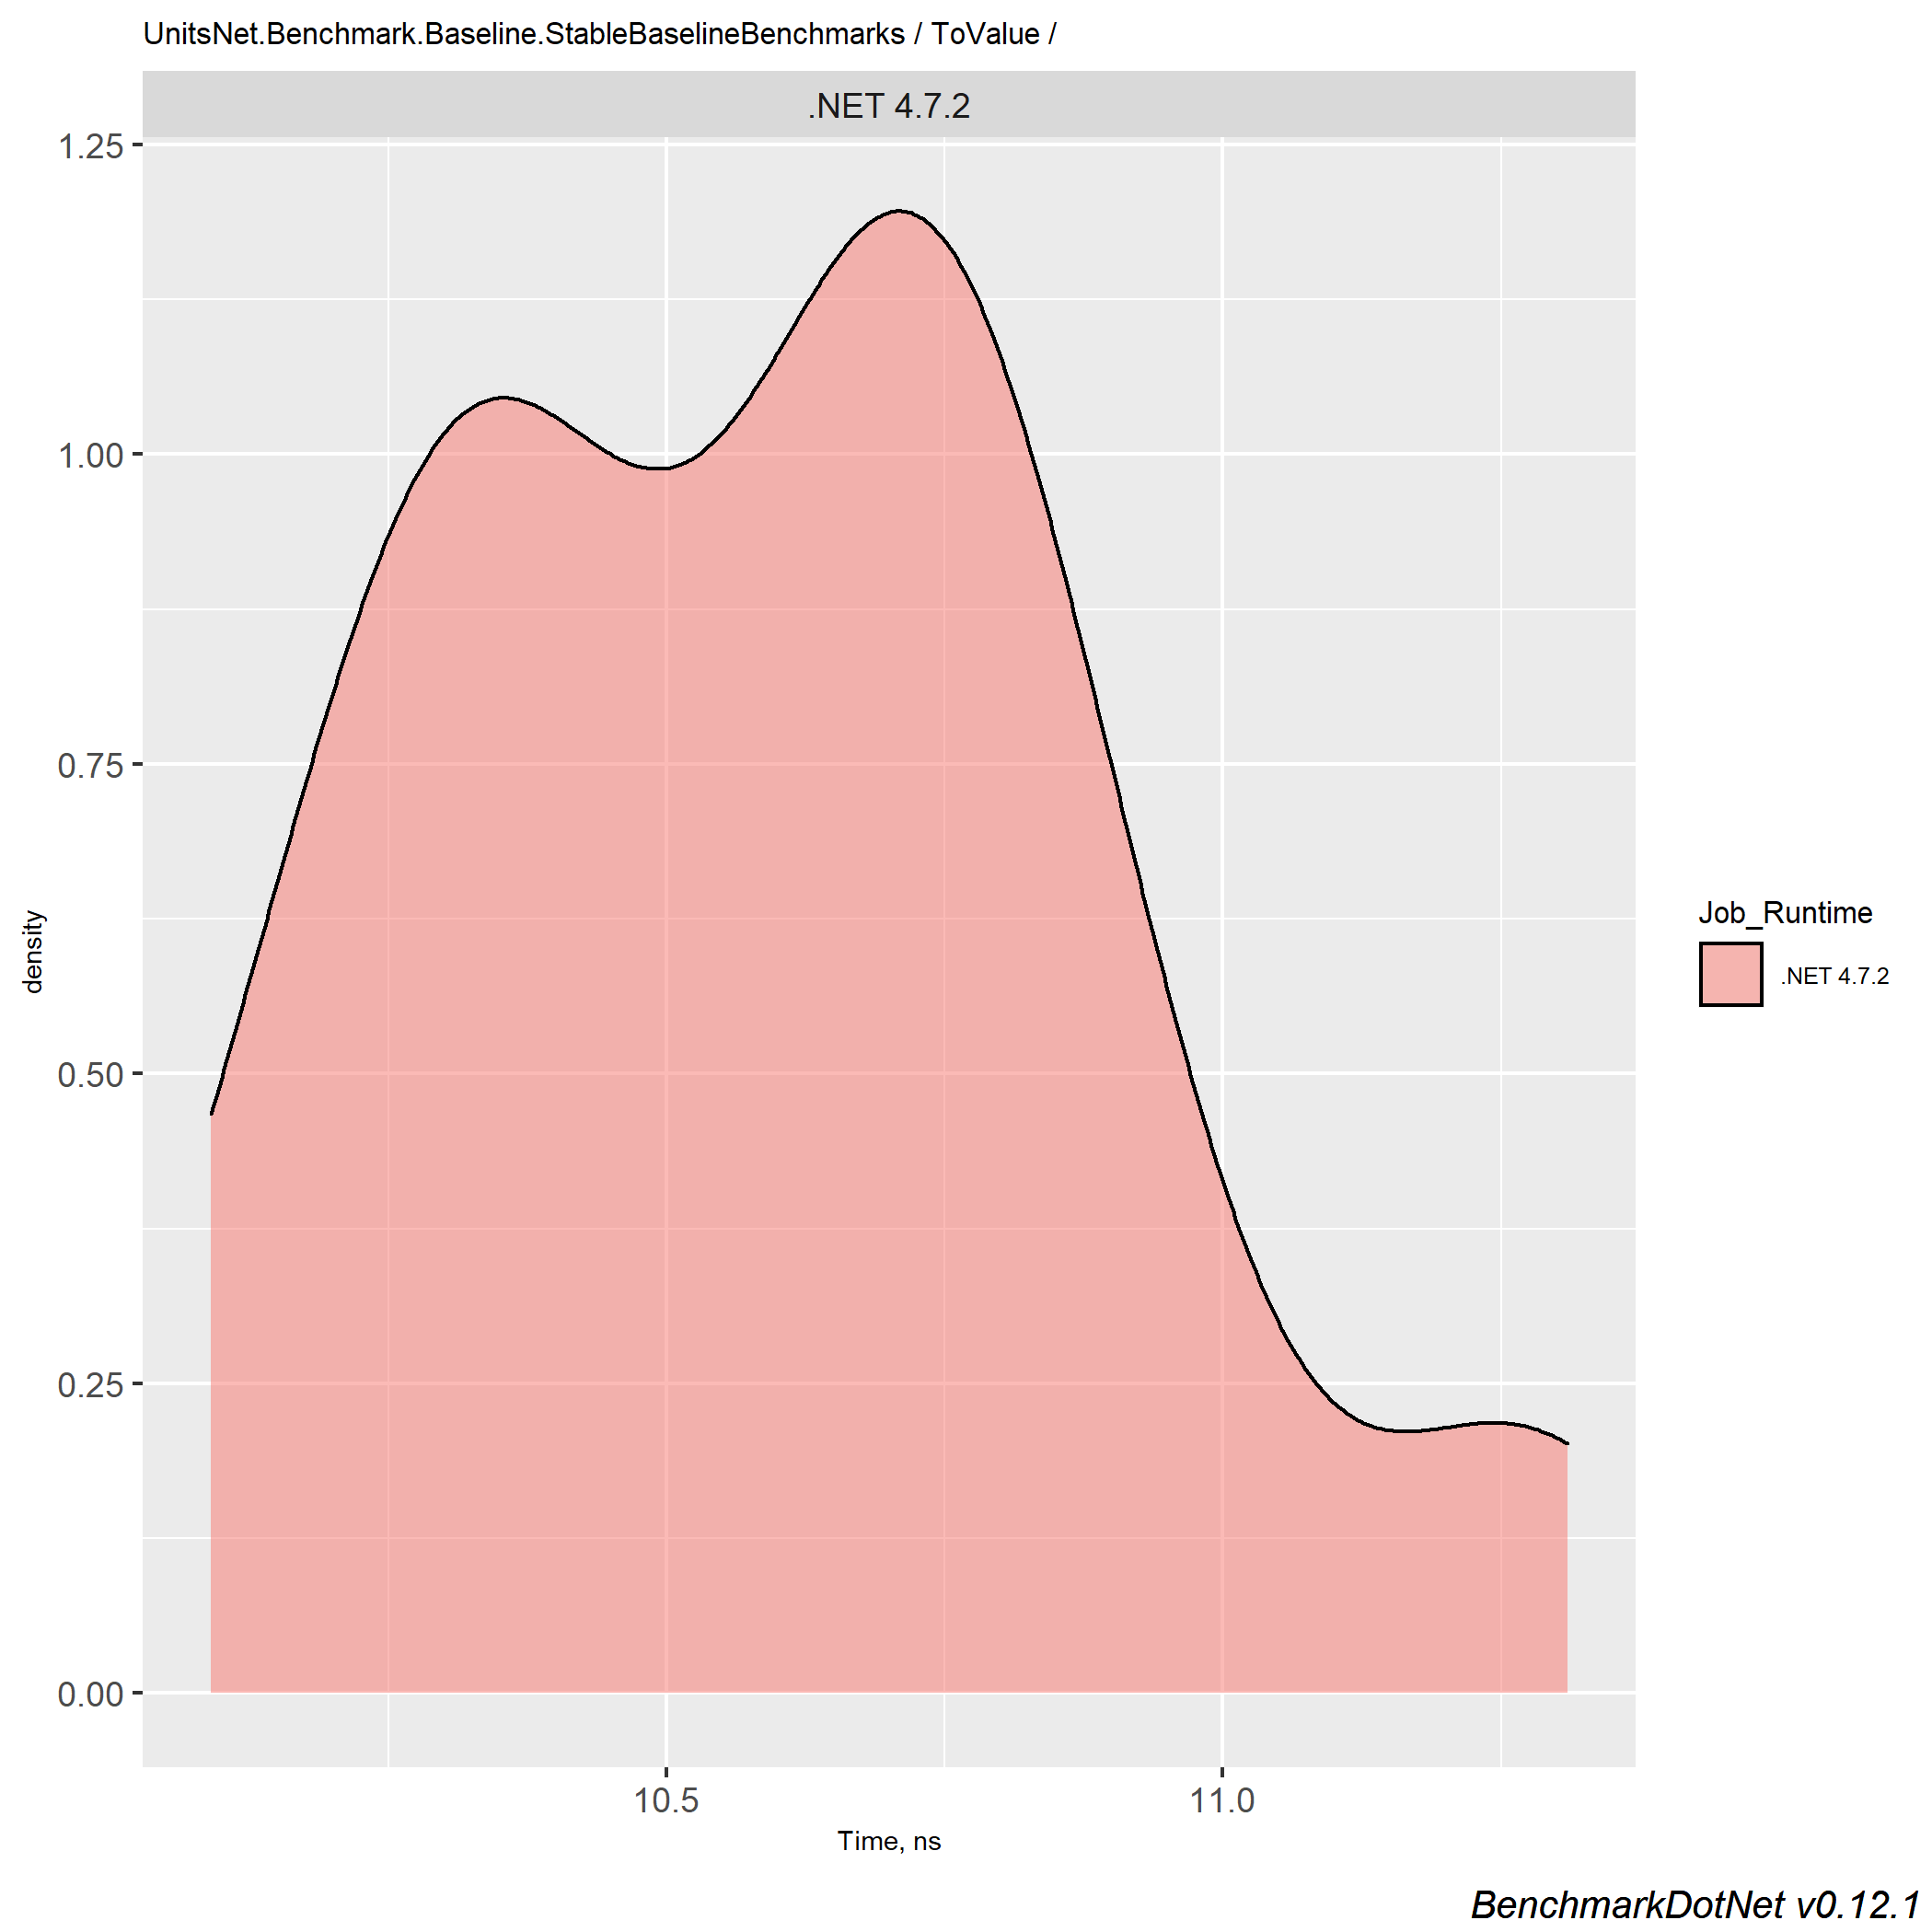 UnitsNet.Benchmark.Baseline.StableBaselineBenchmarks / ToValue /
.NET 4.7.2
1.25
1.00
0.75
0.50
0.25
0.00
density
10.5
11.0
Time, ns
Job_Runtime
.NET 4.7.2
BenchmarkDotNet v0.12.1